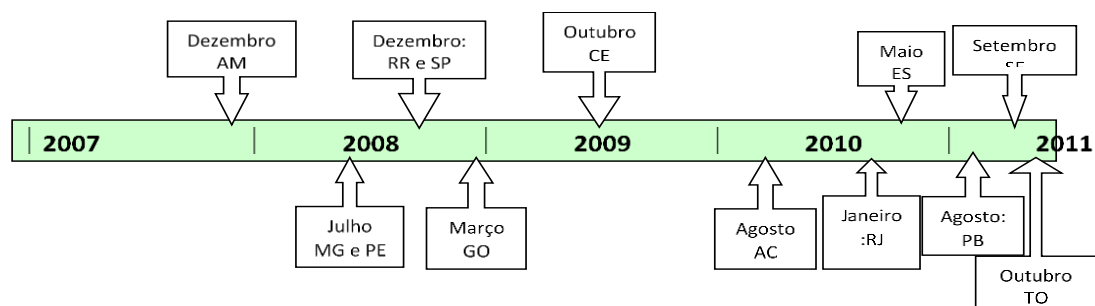 Dezembro
AM
Dezembro:
RR e SP
Outubro
CE
Maio
ES
Setembro
2007
2008
2009
2010
2011
Julho
MG e PE
Março
GO
Agosto
AC
Janeiro
:RJ
Agosto:
PB
Outubro
TO